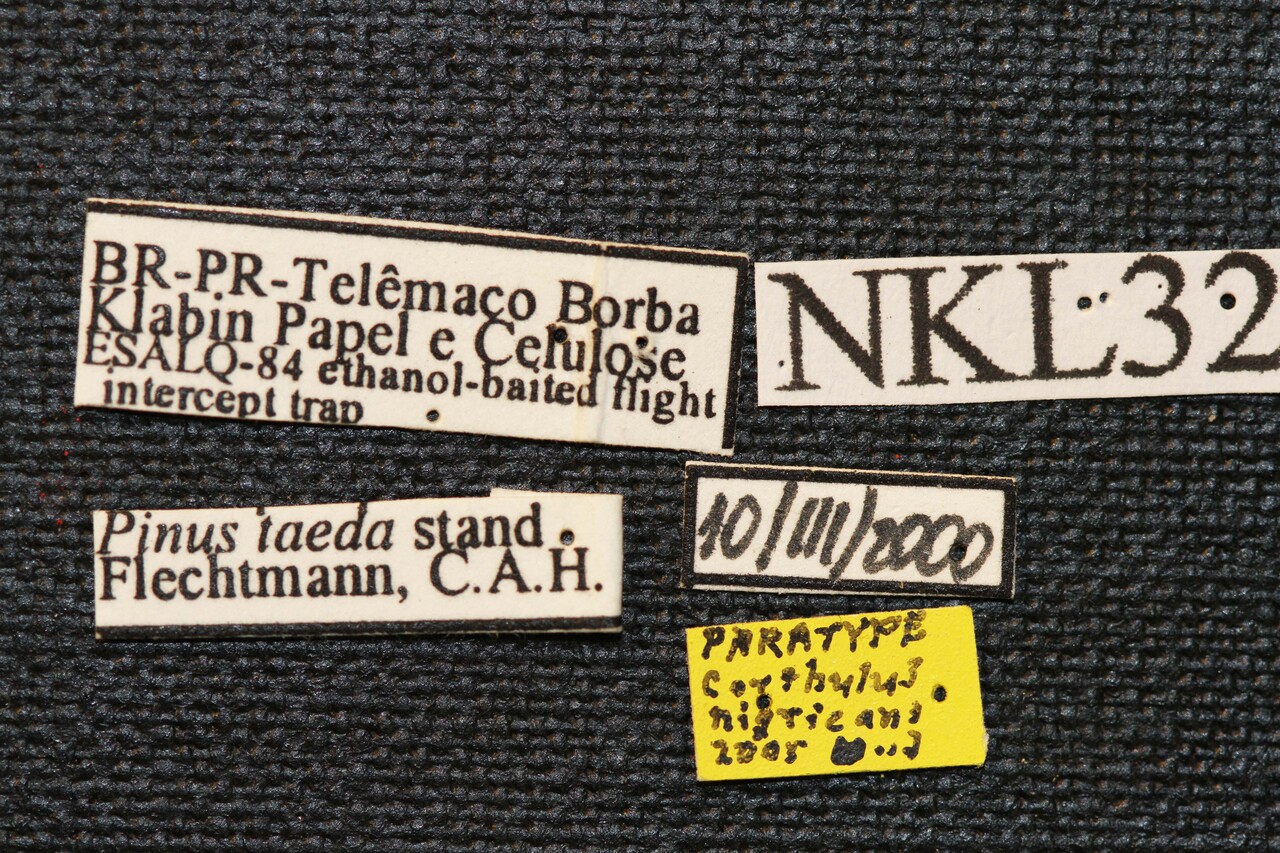 BR-PR-Telêmaco Borba
Klabin Papel e Celulose
ESALQ-84 ethanol-baited flight
intercept trap
NKL32
Pinus taeda stand
Flechtmann, C.A.H.
10/III/2000
PARATYPE
Corthylus
nigricans